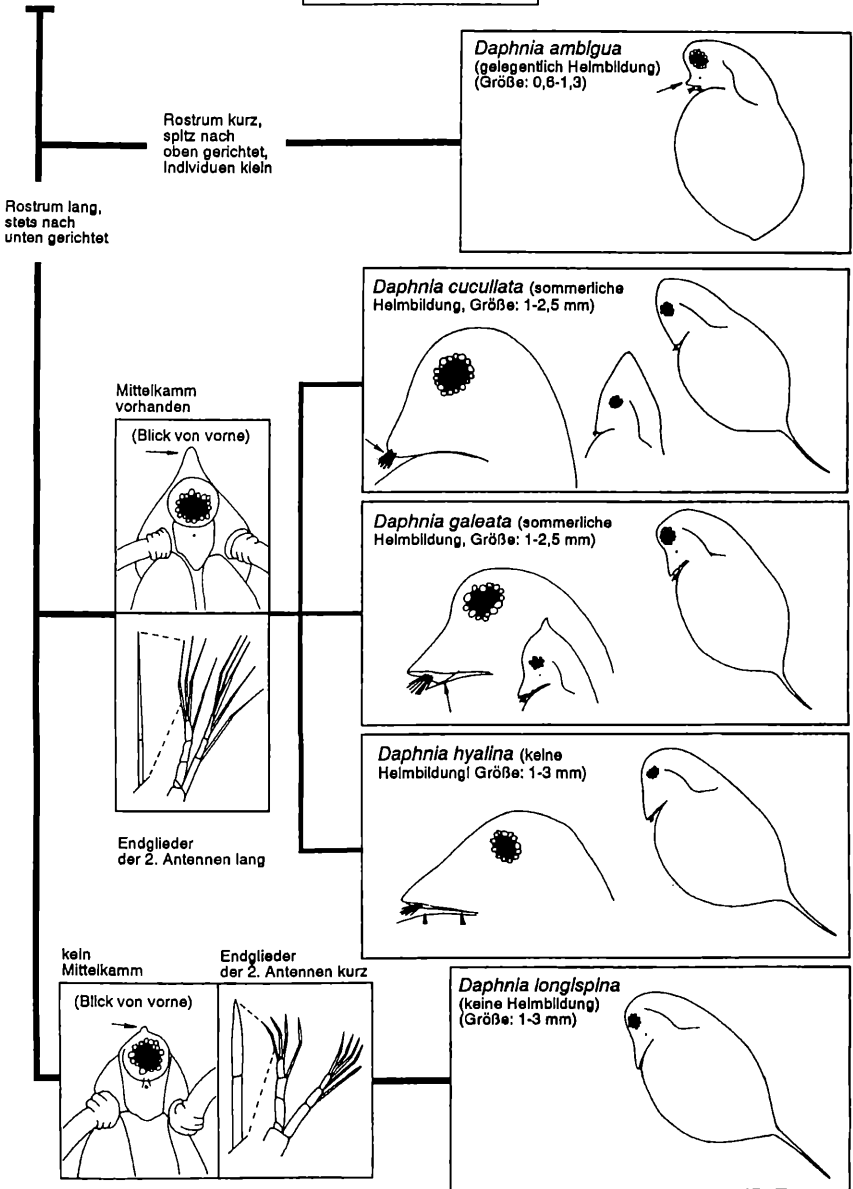 Daphnia ambigua
(gelegentlich Helmbildung)
(Größe: 0,6-1,3)
Rostrum kurz,
spitz nach
oben gerichtet,
Individuen klein
Rostrum lang,
stets nach
unten gerichtet
Daphnia cucullata (sommerliche
Helmbildung, Größe: 1-2,5 mm)
Mittelkamm
vorhanden
(Blick von vorne)
Daphnia galeata (sommerliche
Helmbildung, Größe: 1-2,5 mm)
Daphnia hyalina (keine
Helmbildung! Größe: 1-3 mm)
Endglieder
der 2. Antennen lang
kein
Mittelkamm
Endglieder
der 2. Antennen kurz
(Blick von vorne)
Daphnia longispina
(keine Helmbildung)
(Größe: 1-3 mm)